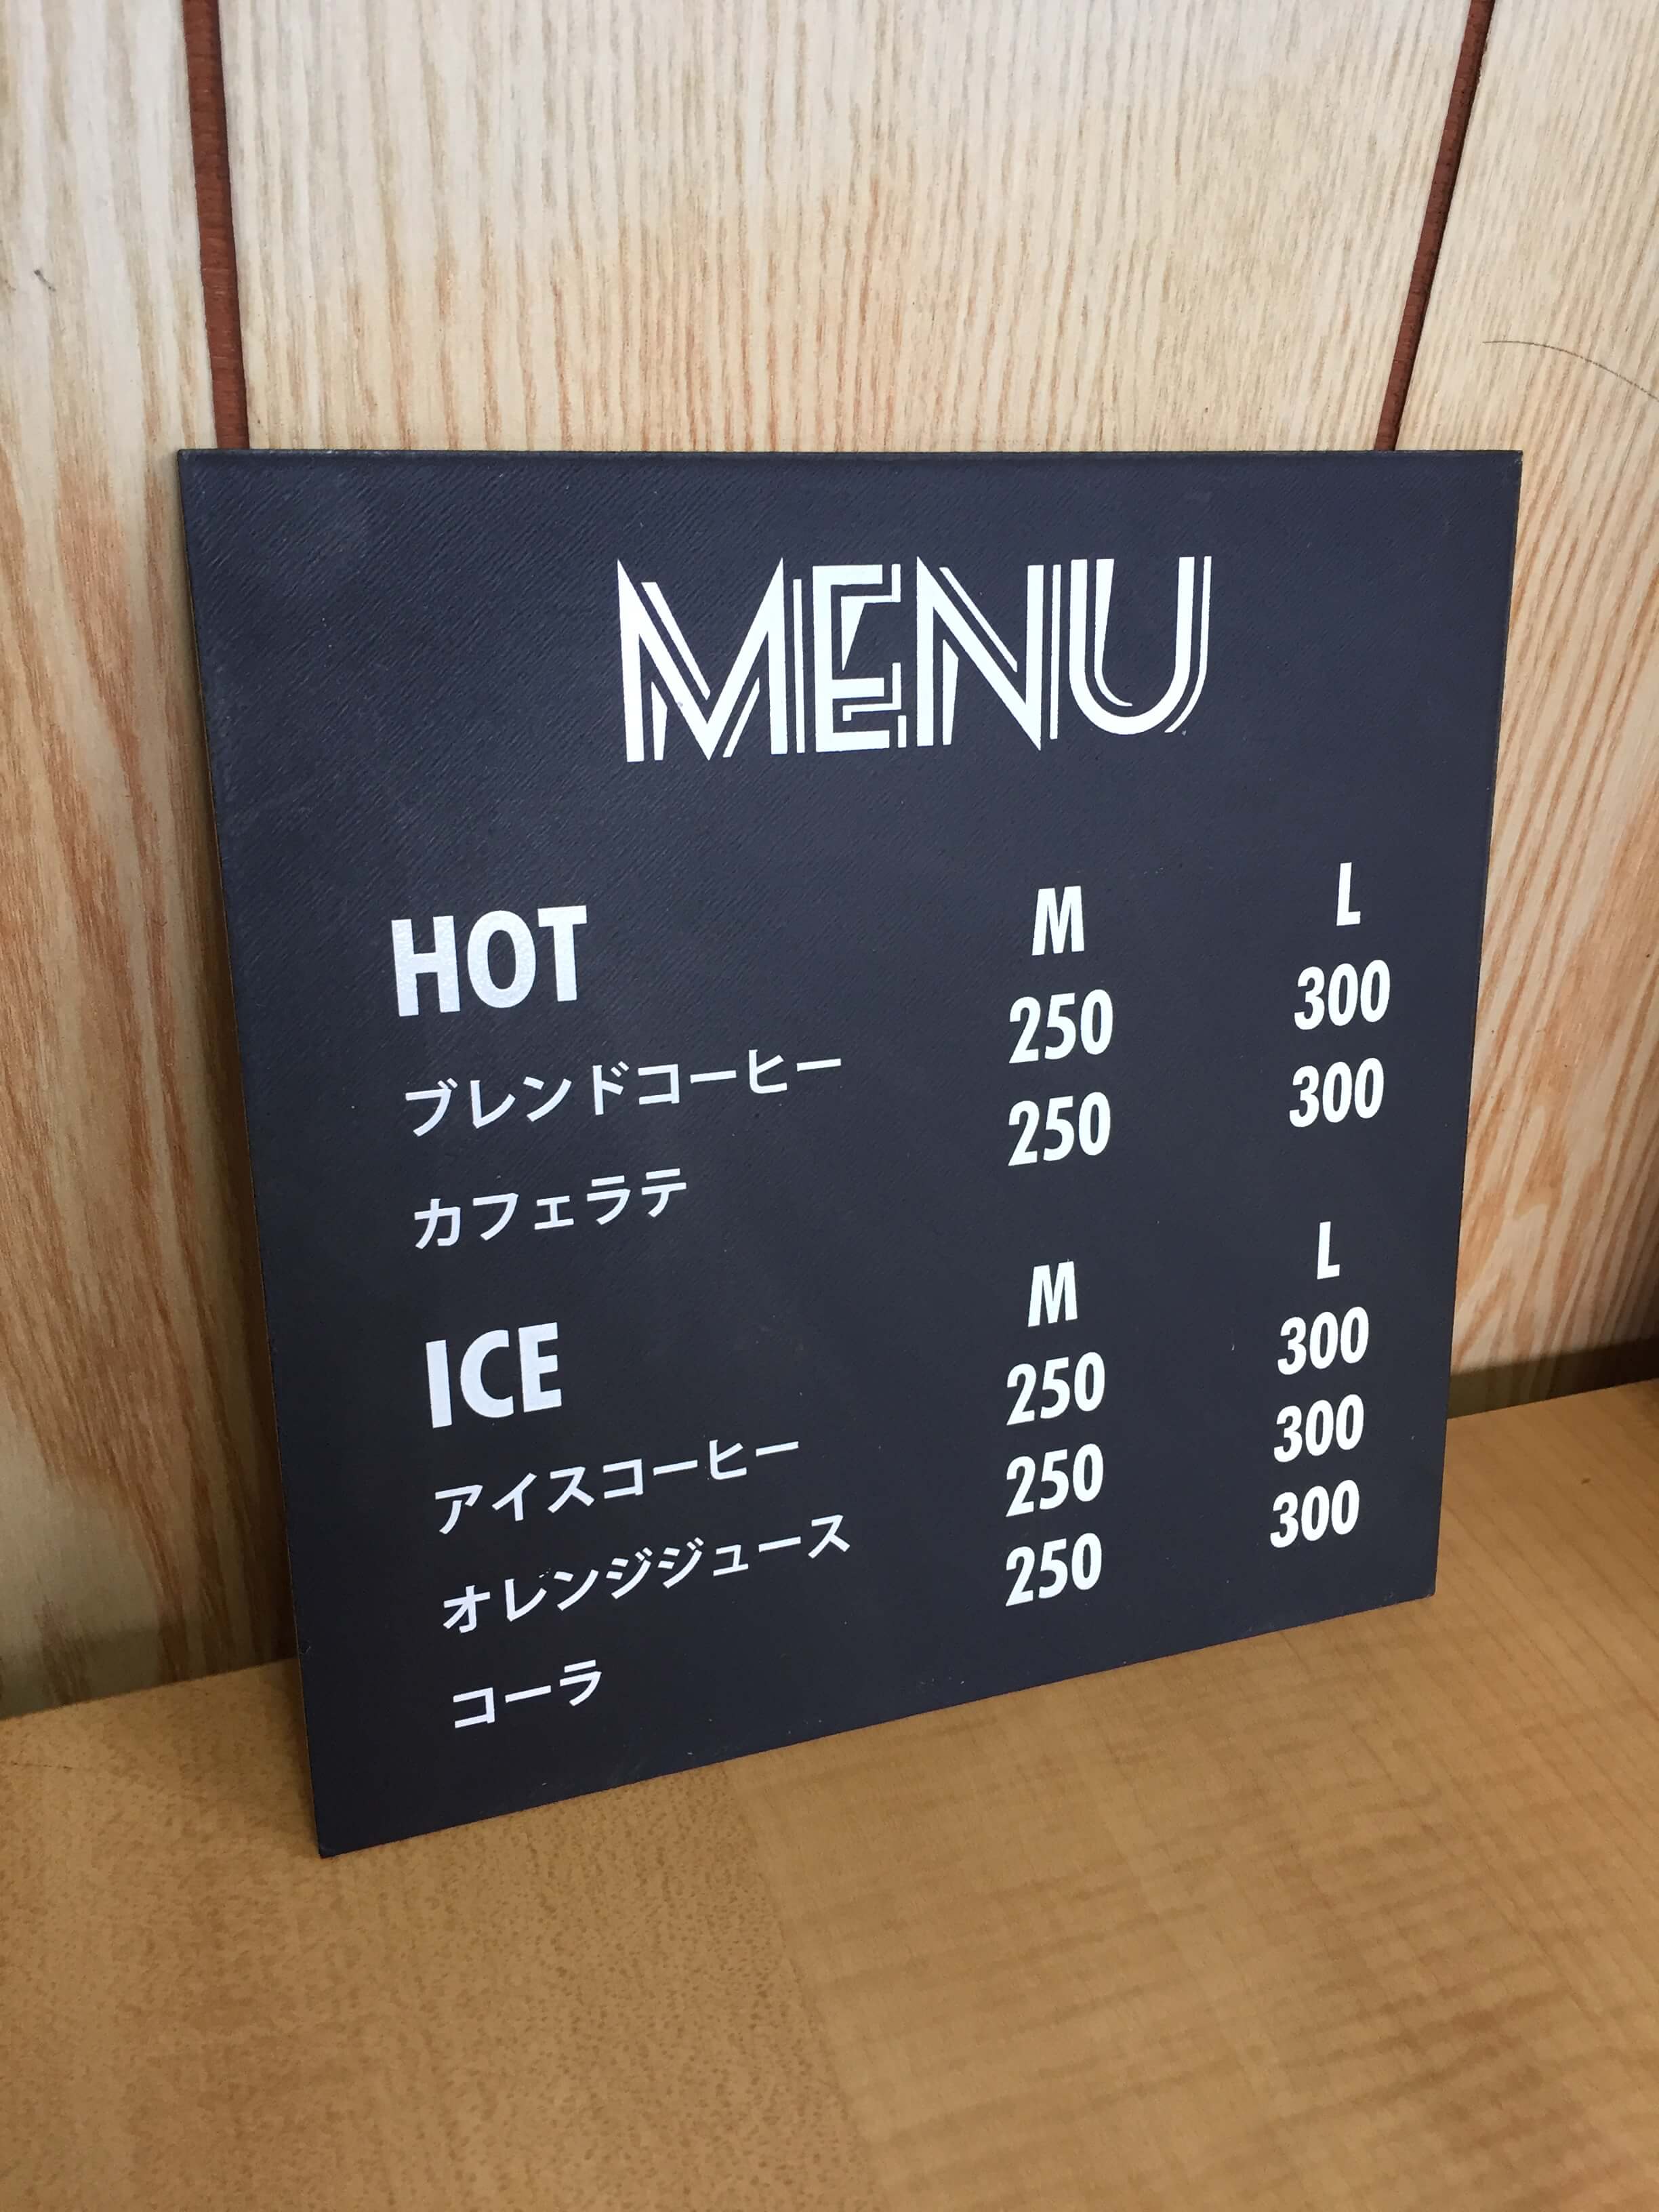 MENU
HOT M L
ブレンドコーヒー 250 300
カフェラテ 250 300
ICE M L
アイスコーヒー 250 300
オレンジジュース 250 300
コーラ 250 300